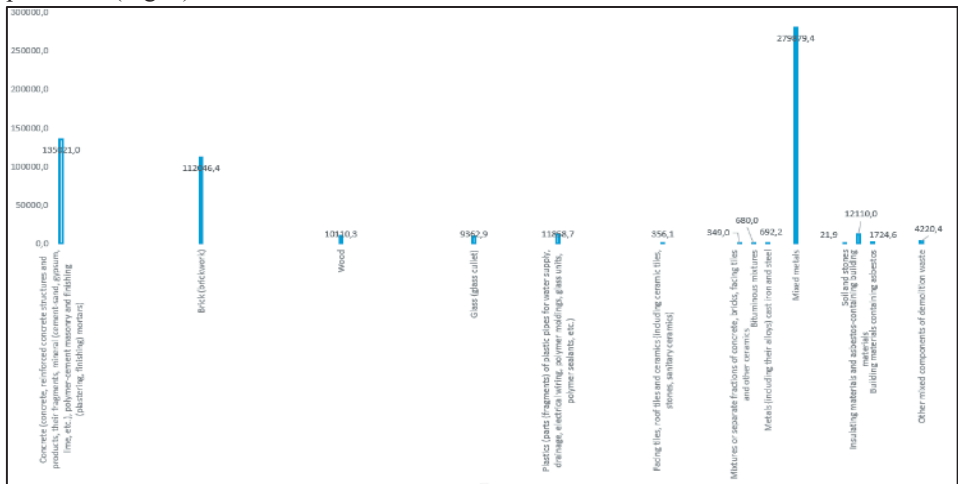 300000,0
250000,0
200000,0
150000,0
100000,0
50000,0
0,0
135021,0
112646,4
10110,3
9362,9
11868,7
356,1
349,0
680,0
692,2
279879,4
21,9
12110,0
1724,6
4220,4
Concrete (concrete, reinforced concrete structures and
products, their fragments, mineral (cement-sand, gypsum,
lime, etc.), polymer-cement masonry and finishing
(plastering, finishing) mortars)
Brick (brickwork)
Wood
Glass (glass cullet)
Plastics (parts (fragments) of plastic pipes for water supply,
drainage, electrical wiring, polymer moldings, glass units,
polymer sealants, etc.)
Facing tiles, roof tiles and ceramics (including ceramic tiles,
stones, sanitary ceramics)
Mixtures or separate fractions of concrete, bricks, facing tiles
and other ceramics
Bituminous mixtures
Metals (including their alloys) cast iron and steel
Mixed metals
Soil and stones
Insulating materials and asbestos-containing building
materials
Building materials containing asbestos
Other mixed components of demolition waste